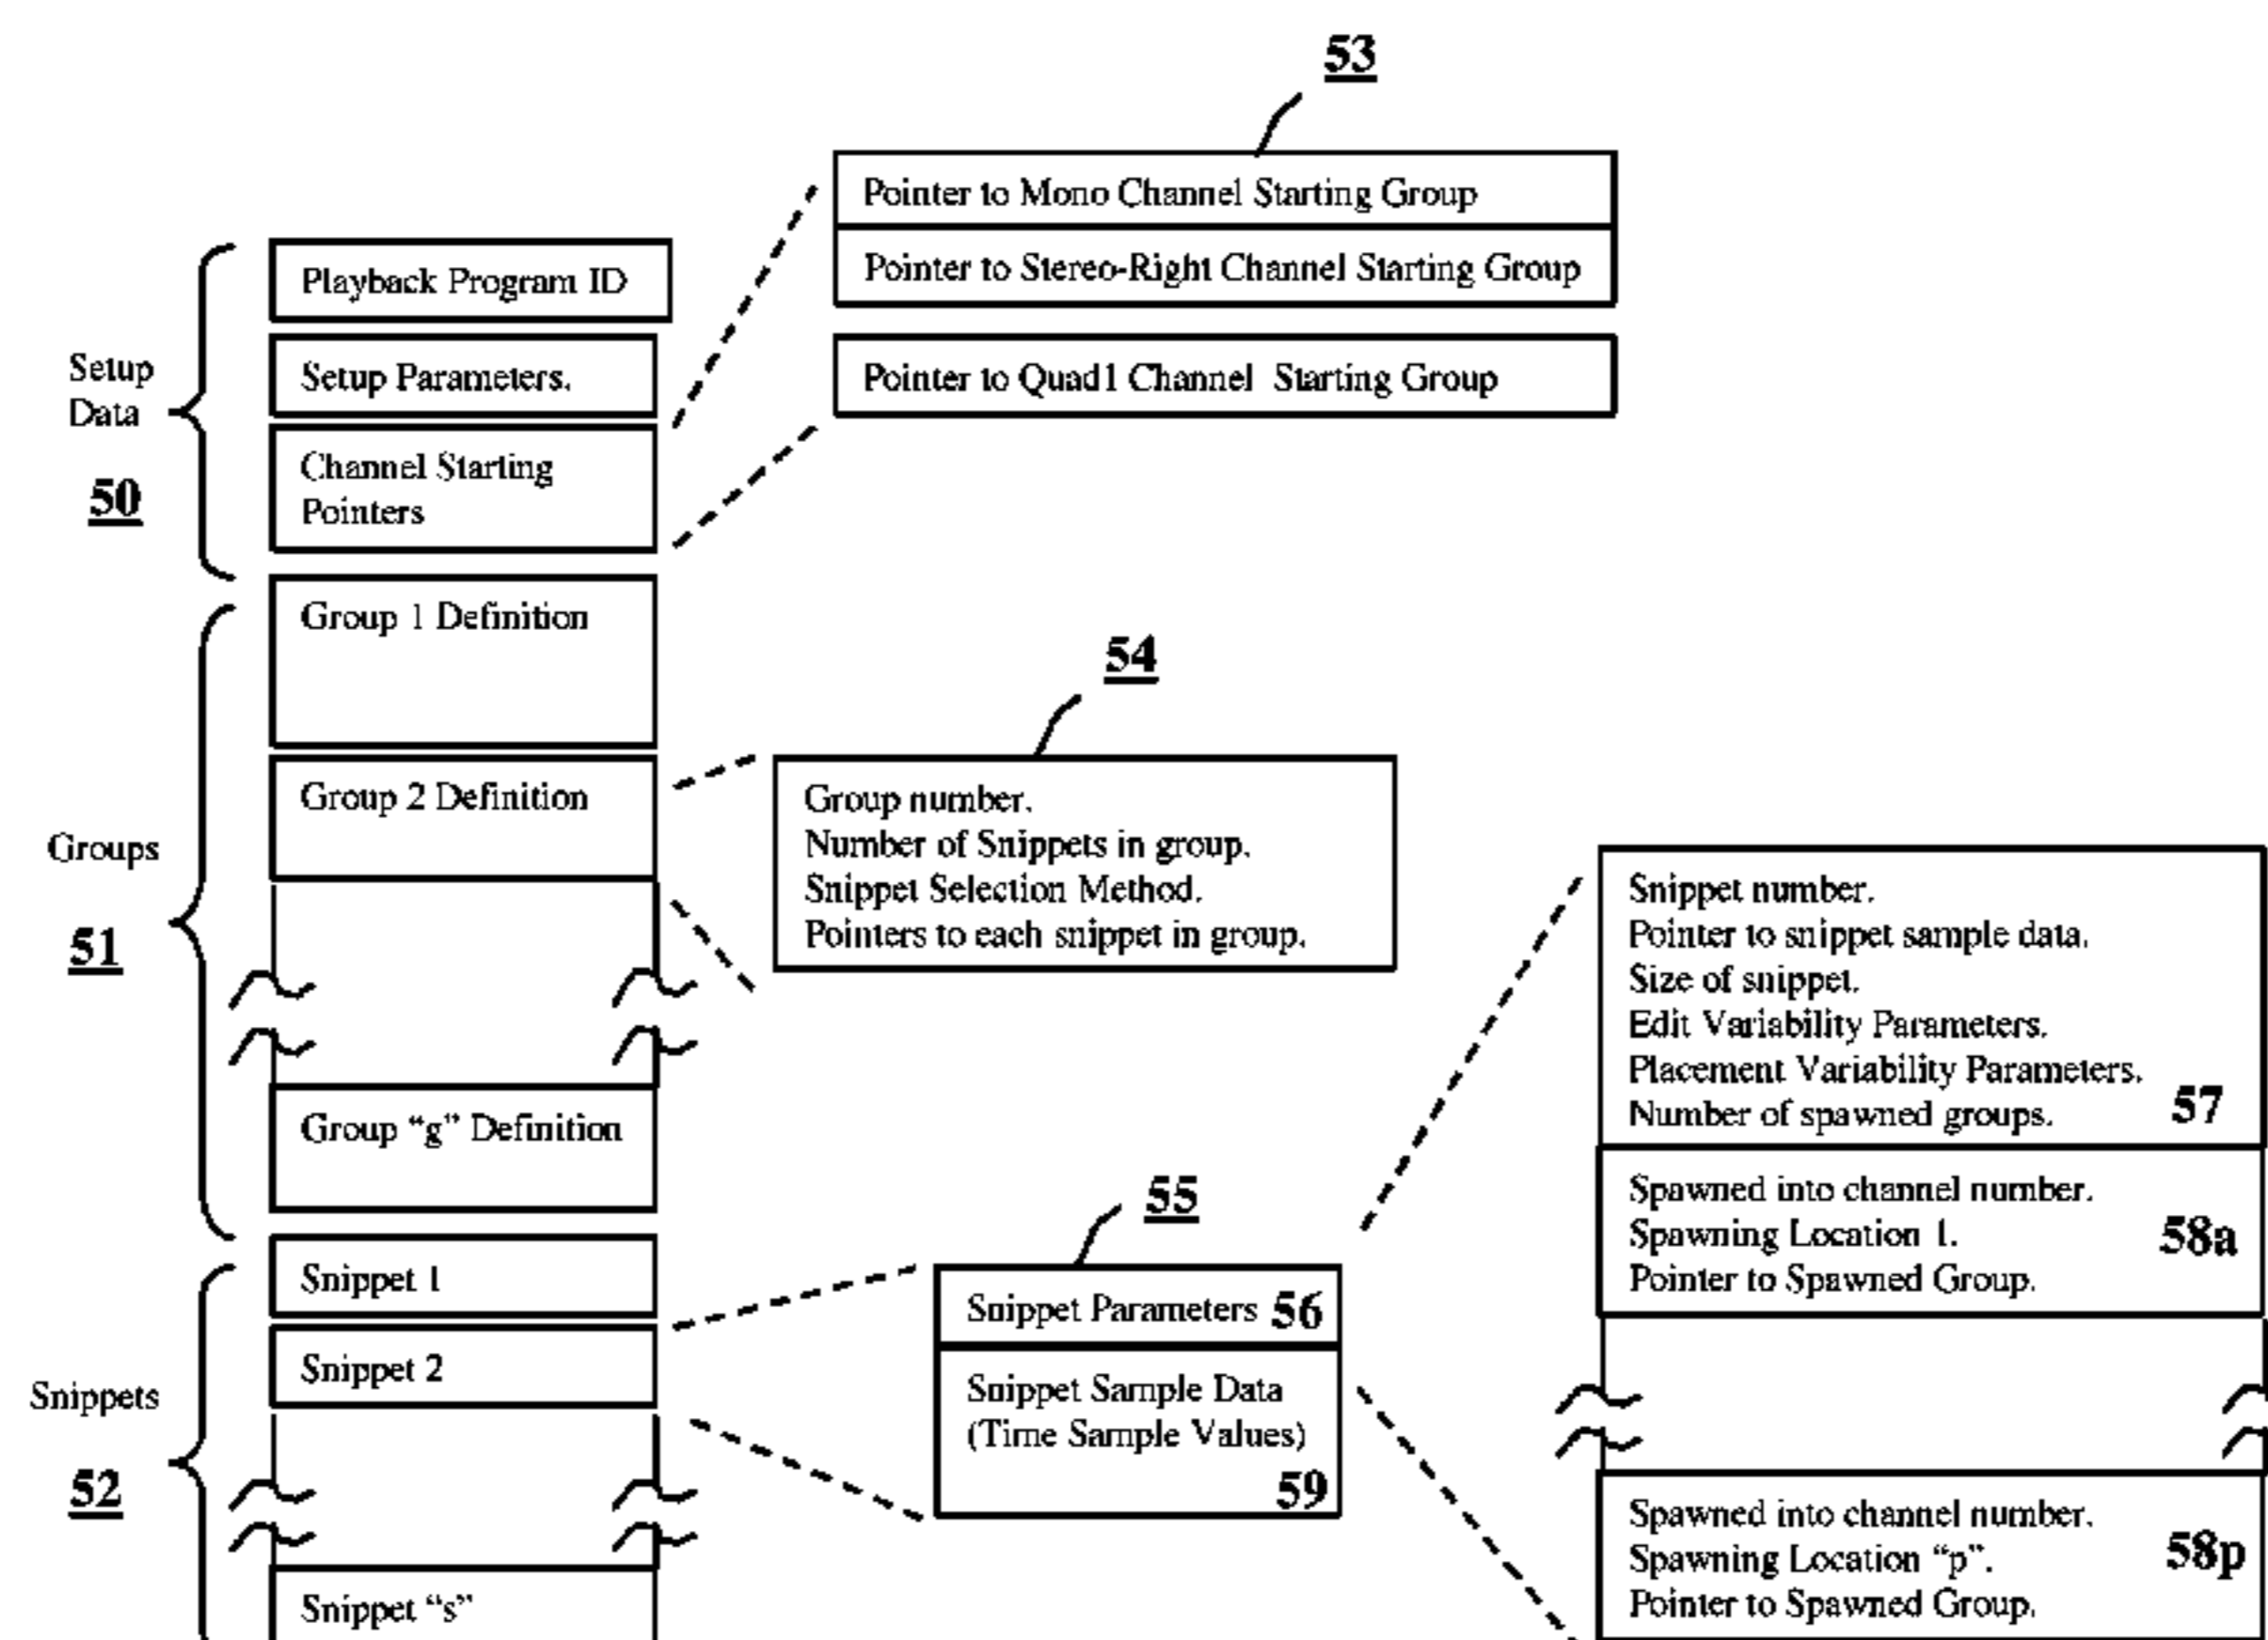 53
Pointer to Mono Channel Starting Group
Pointer to Stereo-Right Channel Starting Group
Pointer to Quad1 Channel Starting Group
Playback Program ID
Setup Parameters.
Channel Starting
Pointers
Setup
Data
50
Group 1 Definition
Group 2 Definition
Group “g” Definition
Groups
51
54
Group number.
Number of Snippets in group.
Snippet Selection Method.
Pointers to each snippet in group.
Snippet 1
Snippet 2
Snippet “s”
Snippets
52
55
Snippet Parameters 56
Snippet Sample Data
(Time Sample Values)
59
Snippet number.
Pointer to snippet sample data.
Size of snippet.
Edit Variability Parameters.
Placement Variability Parameters.
Number of spawned groups.
57
Spawned into channel number.
Spawning Location 1.
Pointer to Spawned Group.
58a
Spawned into channel number.
Spawning Location “p”.
Pointer to Spawned Group.
58p